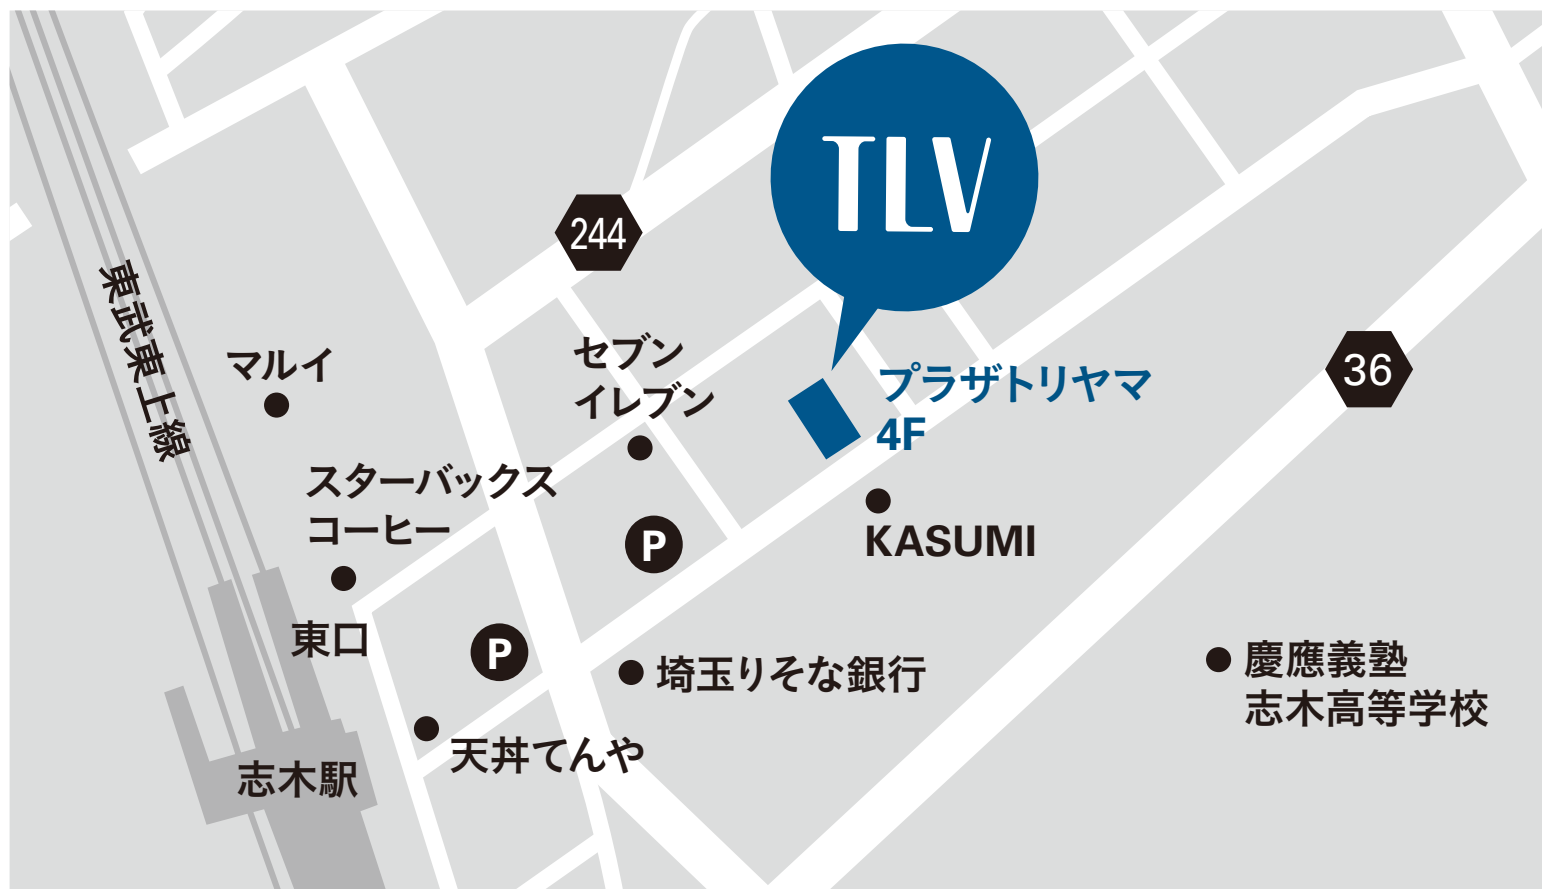 TLV
244
東武東上線
マルイ
セブン
イレブン
プラザトリヤマ
4F
36
スターバックス
コーヒー
P
KASUMI
東口
P
埼玉りそな銀行
慶應義塾
志木高等学校
天丼てんや
志木駅